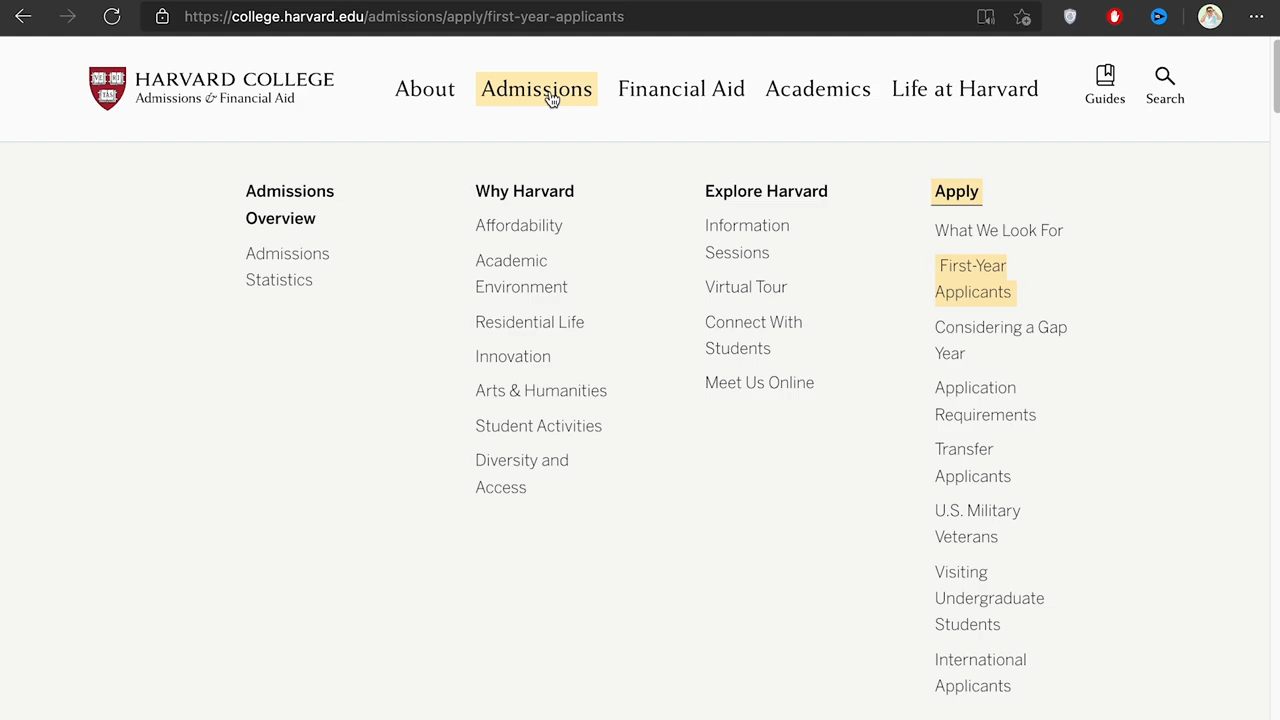 https://college.harvard.edu/admissions/apply/first-year-applicants
HARVARD COLLEGE
Admissions & Financial Aid
About
Admissions
Financial Aid
Academics
Life at Harvard
Guides
Search
Admissions
Overview
Admissions
Statistics
Why Harvard
Affordability
Academic
Environment
Residential Life
Innovation
Arts & Humanities
Student Activities
Diversity and
Access
Explore Harvard
Information
Sessions
Virtual Tour
Connect With
Students
Meet Us Online
Apply
What We Look For
First-Year
Applicants
Considering a Gap
Year
Application
Requirements
Transfer
Applicants
U.S. Military
Veterans
Visiting
Undergraduate
Students
International
Applicants